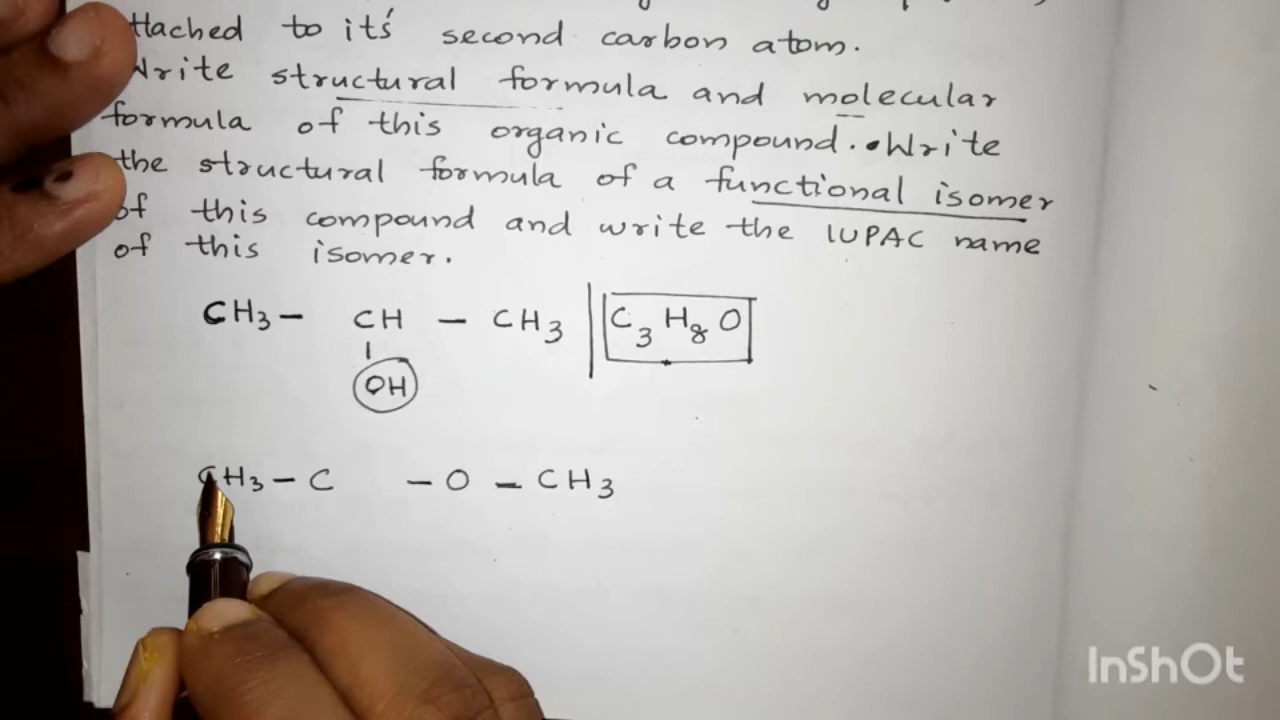 ttached to it's second carbon atom.
Write structural formula and molecular
formula of this organic compound. • Write
the structural formula of a functional isomer
of this compound and write the IUPAC name
of this isomer.
CH3 - CH - CH3 | C3H8O
OH
CH3 - C - O - CH3
InShOt